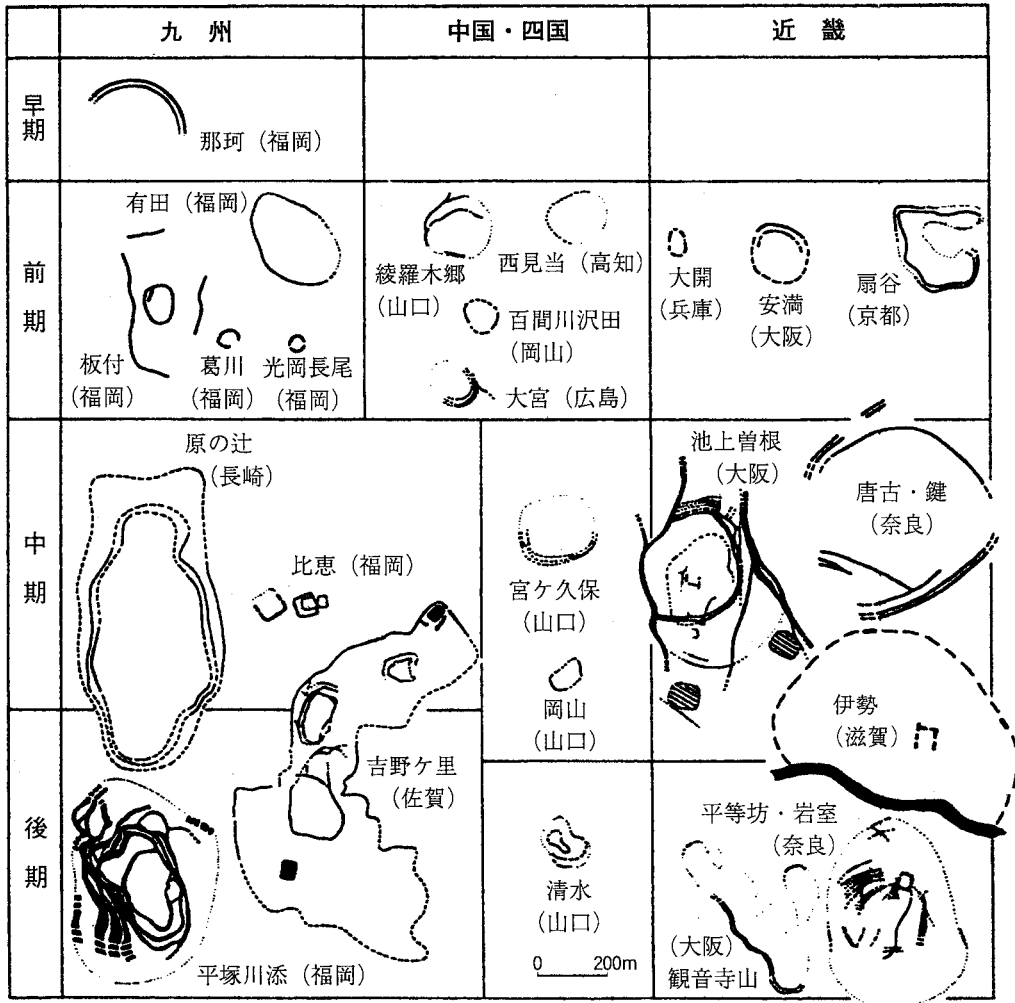 九州
中国・四国
近畿
早期
那珂（福岡）
前期
有田（福岡）
板付
（福岡）
葛川
（福岡）
光岡長尾
（福岡）
綾羅木郷
（山口）
西見当（高知）
百間川沢田
（岡山）
大宮（広島）
大開
（兵庫）
安満
（大阪）
扇谷
（京都）
中期
原の辻
（長崎）
比恵（福岡）
宮ケ久保
（山口）
岡山
（山口）
池上曽根
（大阪）
唐古・鍵
（奈良）
伊勢
（滋賀）
後期
吉野ケ里
（佐賀）
平塚川添（福岡）
清水
（山口）
0 200m
平等坊・岩室
（奈良）
（大阪）
観音寺山